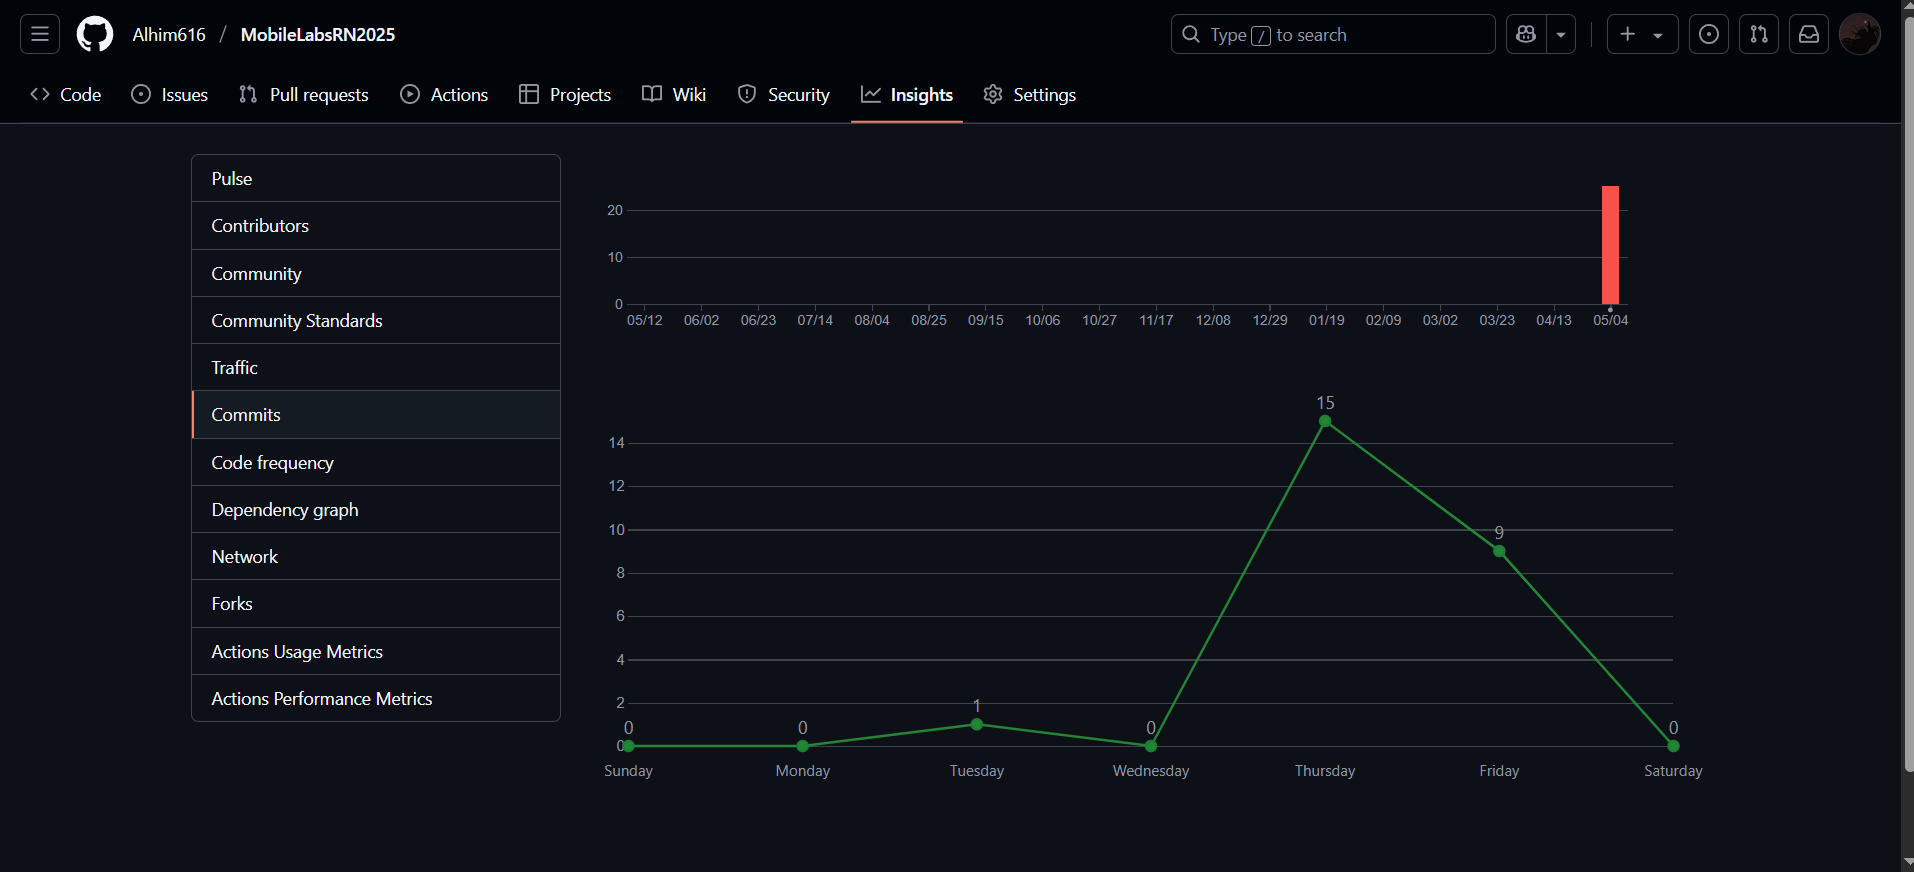 Alhim616 / MobileLabsRN2025
Type / to search
Code
Issues
Pull requests
Actions
Projects
Wiki
Security
Insights
Settings
Pulse
Contributors
Community
Community Standards
Traffic
Commits
Code frequency
Dependency graph
Network
Forks
Actions Usage Metrics
Actions Performance Metrics
20
10
0
05/12 06/02 06/23 07/14 08/04 08/25 09/15 10/06 10/27 11/17 12/08 12/29 01/19 02/09 03/02 03/23 04/13 05/04
15
14
12
10
9
8
6
4
2
1
0 0 0 0
0
Sunday Monday Tuesday Wednesday Thursday Friday Saturday